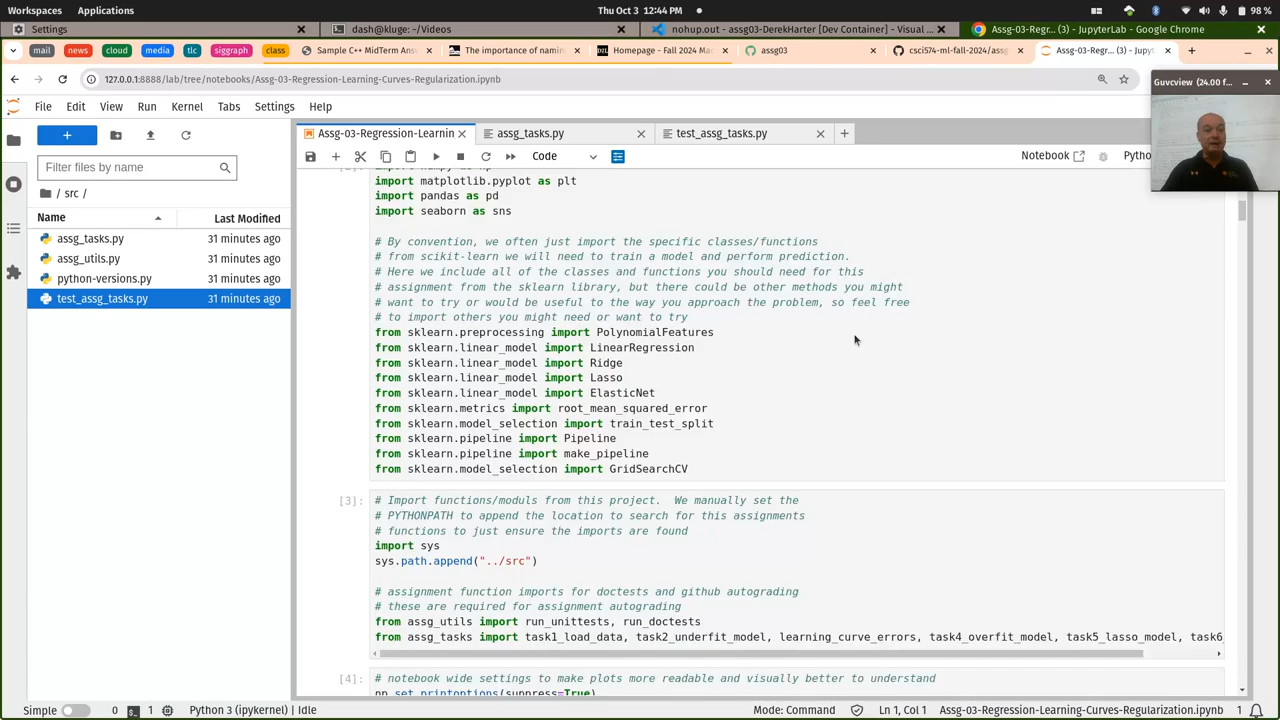 Workspaces Applications Thu Oct 3 12:44 PM 98 %
Settings dash@kluge:~/Videos nohup.out - assg03-DerekHarter [Dev Container] - Visual Assg-03-Regr... (3) - JupyterLab - Google Chrome
mail news cloud media tlc siggraph class Sample C++ MidTerm Ans The importance of namin Homepage - Fall 2024 Ma assg03 csci574-ml-fall-2024/assg Assg-03-Regr... (3) - Jupyt
127.0.0.1:8888/lab/tree/notebooks/Assg-03-Regression-Learning-Curves-Regularization.ipynb
Guvcview (24.00 f...
File Edit View Run Kernel Tabs Settings Help
Assg-03-Regression-Learnin assg_tasks.py test_assg_tasks.py
Code Notebook Pytho
Filter files by name
/ src /
Name Last Modified
assg_tasks.py 31 minutes ago
assg_utils.py 31 minutes ago
python-versions.py 31 minutes ago
test_assg_tasks.py 31 minutes ago
import matplotlib.pyplot as plt
import pandas as pd
import seaborn as sns
# By convention, we often just import the specific classes/functions
# from scikit-learn we will need to train a model and perform prediction.
# Here we include all of the classes and functions you should need for this
# assignment from the sklearn library, but there could be other methods you might
# want to try or would be useful to the way you approach the problem, so feel free
# to import others you might need or want to try
from sklearn.preprocessing import PolynomialFeatures
from sklearn.linear_model import LinearRegression
from sklearn.linear_model import Ridge
from sklearn.linear_model import Lasso
from sklearn.linear_model import ElasticNet
from sklearn.metrics import root_mean_squared_error
from sklearn.model_selection import train_test_split
from sklearn.pipeline import Pipeline
from sklearn.pipeline import make_pipeline
from sklearn.model_selection import GridSearchCV
[3]: # Import functions/moduls from this project. We manually set the
# PYTHONPATH to append the location to search for this assignments
# functions to just ensure the imports are found
import sys
sys.path.append("../src")
# assignment function imports for doctests and github autograding
# these are required for assignment autograding
from assg_utils import run_unittests, run_doctests
from assg_tasks import task1_load_data, task2_underfit_model, learning_curve_errors, task4_overfit_model, task5_lasso_model, task6_
[4]: # notebook wide settings to make plots more readable and visually better to understand
np.set_printoptions(suppress=True)
Simple 0 1 Python 3 (ipykernel) | Idle Mode: Command Ln 1, Col 1 Assg-03-Regression-Learning-Curves-Regularization.ipynb 1